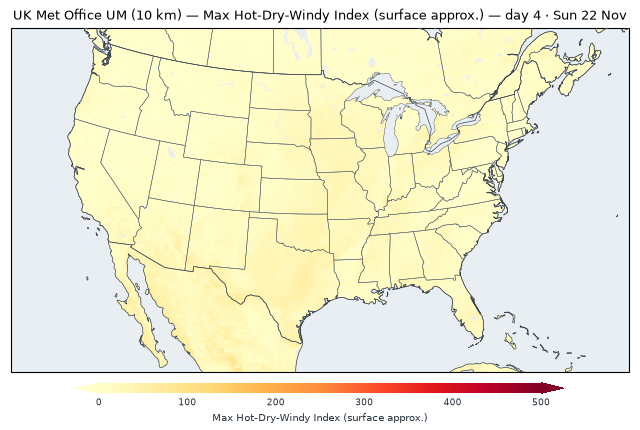 UK Met Office UM (10 km) — Max Hot-Dry-Windy Index (surface approx.) — day 4 · Sun 22 Nov
0 100 200 300 400 500
Max Hot-Dry-Windy Index (surface approx.)